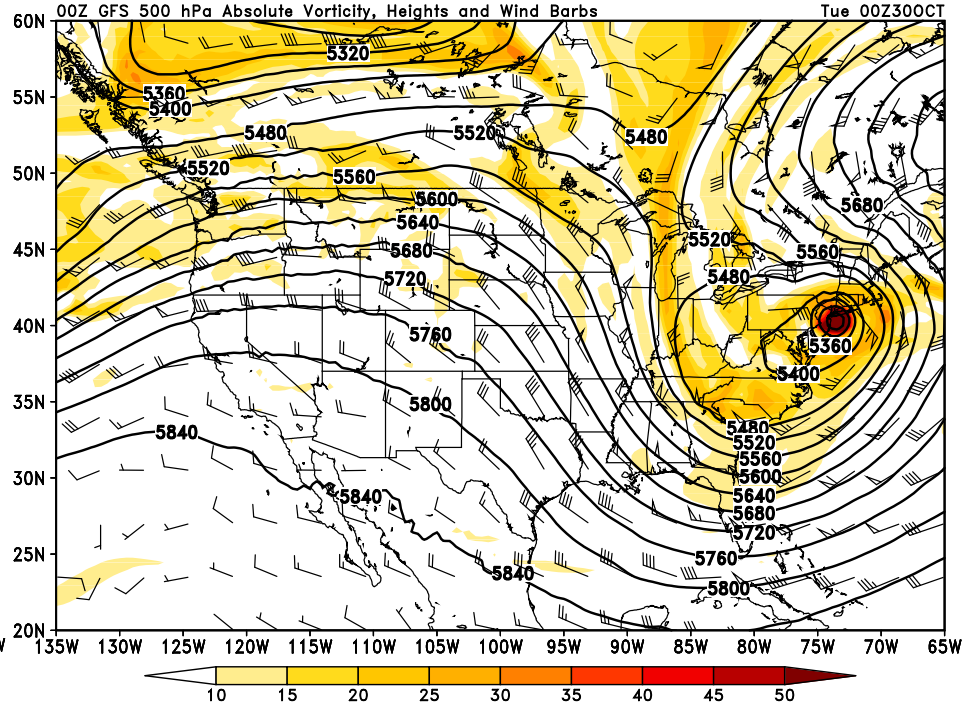 00Z GFS 500 hPa Absolute Vorticity, Heights and Wind Barbs Tue 00Z30OCT
60N
5320
55N
5360
5400
5480
5520
5480
50N
5520
5560
5600
5680
5640
45N
5520
5560
5680
5480
5720
40N
5760
5360
5400
35N
5800
5840
5480
5520
5560
30N
5600
5840
5640
5680
5720
25N
5760
5840
5800
20N
W 135W 130W 125W 120W 115W 110W 105W 100W 95W 90W 85W 80W 75W 70W 65W
10 15 20 25 30 35 40 45 50